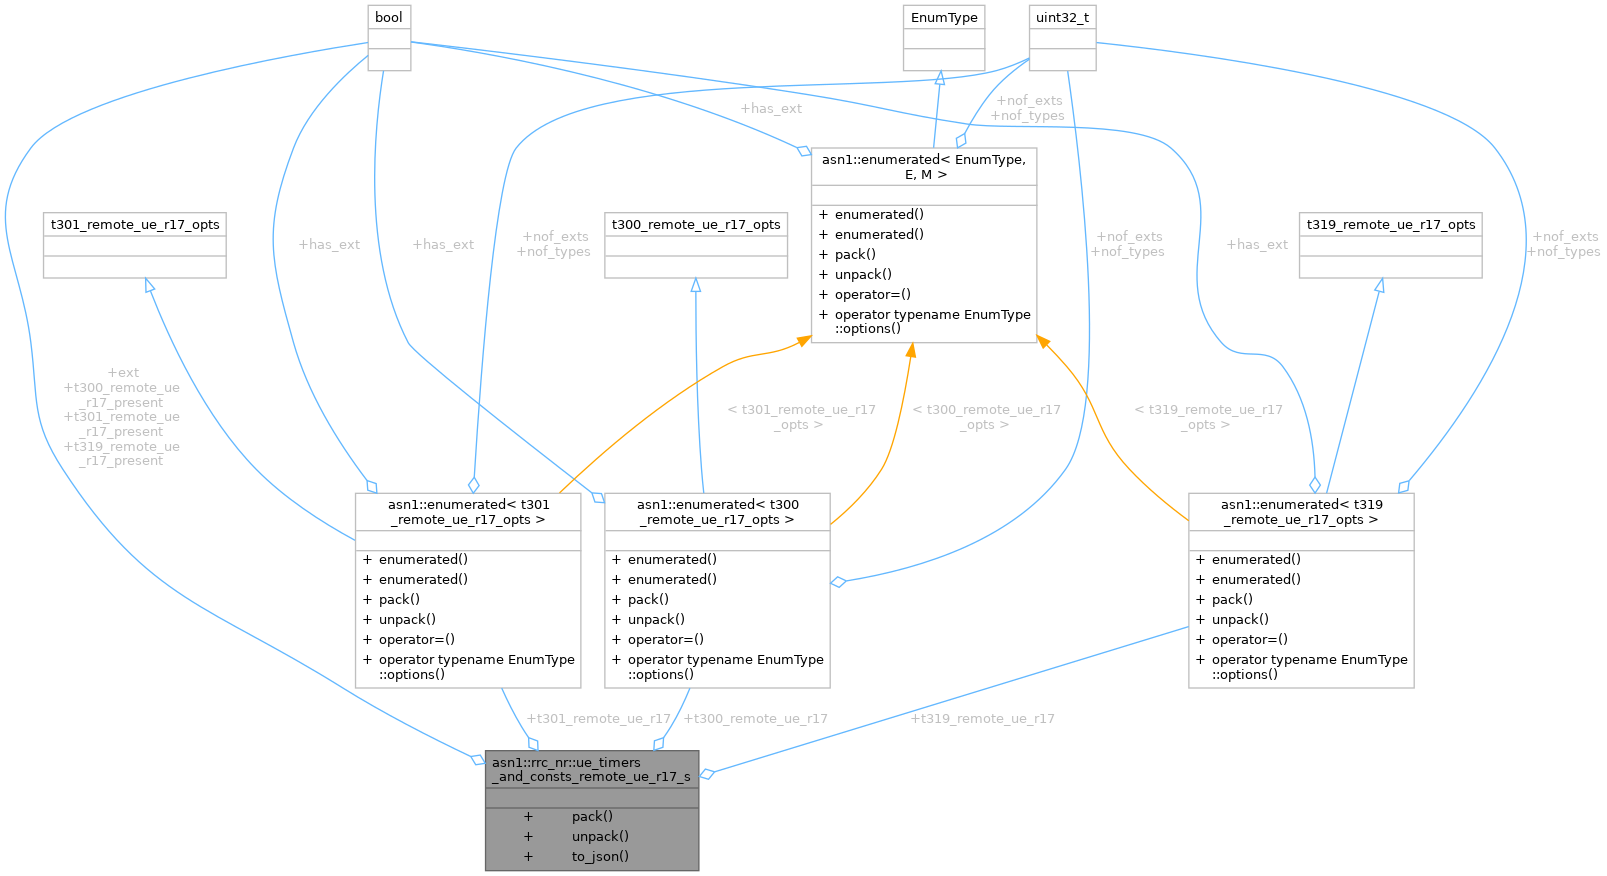 bool
EnumType
uint32_t
+has_ext
+nof_exts
+nof_types
asn1::enumerated< EnumType,
E, M >
+ enumerated()
+ enumerated()
+ pack()
+ unpack()
+ operator=()
+ operator typename EnumType
::options()
t301_remote_ue_r17_opts
+has_ext
+has_ext
+nof_exts
+nof_types
t300_remote_ue_r17_opts
+nof_exts
+nof_types
+has_ext
t319_remote_ue_r17_opts
+nof_exts
+nof_types
+ext
+t300_remote_ue
_r17_present
+t301_remote_ue
_r17_present
+t319_remote_ue
_r17_present
< t301_remote_ue_r17
_opts >
< t300_remote_ue_r17
_opts >
< t319_remote_ue_r17
_opts >
asn1::enumerated< t301
_remote_ue_r17_opts >
+ enumerated()
+ enumerated()
+ pack()
+ unpack()
+ operator=()
+ operator typename EnumType
::options()
asn1::enumerated< t300
_remote_ue_r17_opts >
+ enumerated()
+ enumerated()
+ pack()
+ unpack()
+ operator=()
+ operator typename EnumType
::options()
asn1::enumerated< t319
_remote_ue_r17_opts >
+ enumerated()
+ enumerated()
+ pack()
+ unpack()
+ operator=()
+ operator typename EnumType
::options()
+t301_remote_ue_r17
+t300_remote_ue_r17
+t319_remote_ue_r17
asn1::rrc_nr::ue_timers
_and_consts_remote_ue_r17_s
+ pack()
+ unpack()
+ to_json()